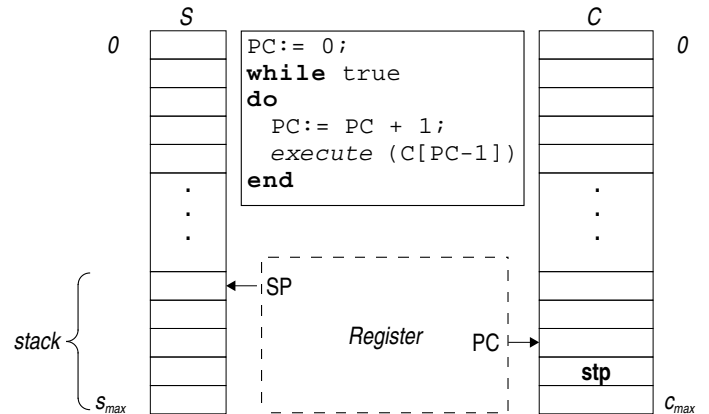 S
C
0
0
PC:= 0;
while true
do
PC:= PC + 1;
execute (C[PC-1])
end
SP
stack
Register
PC
stp
smax
cmax